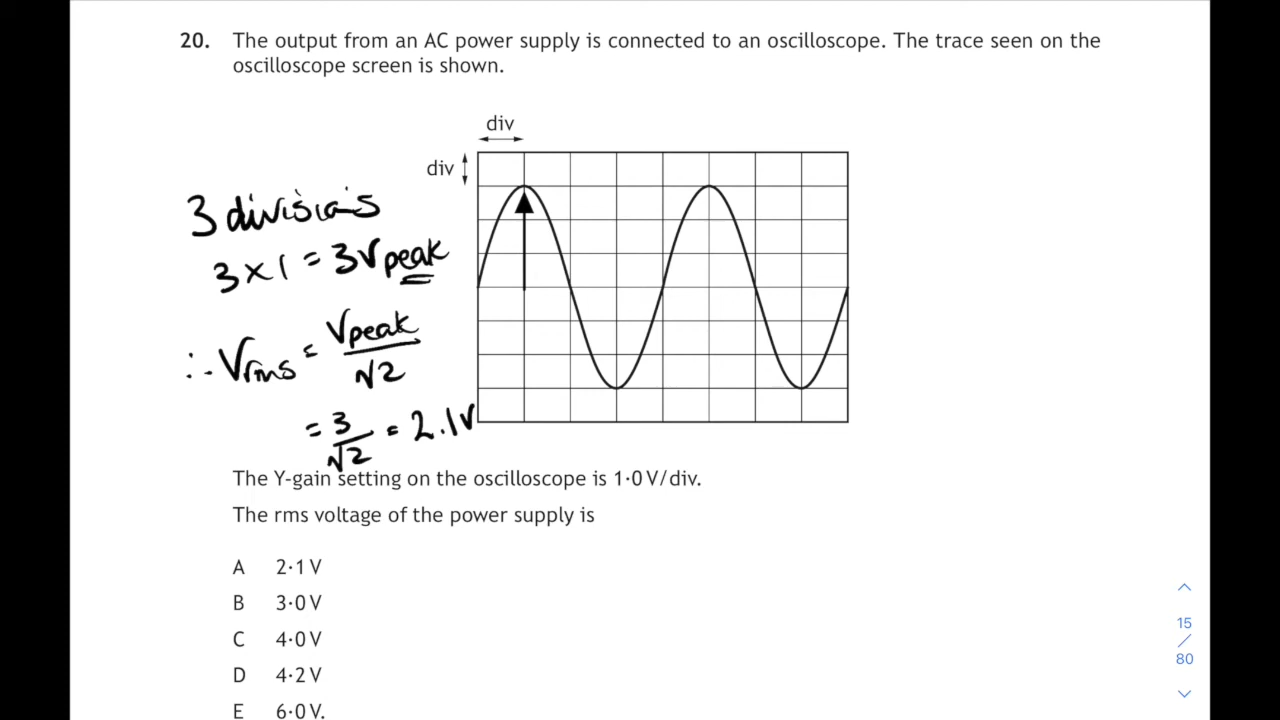 20. The output from an AC power supply is connected to an oscilloscope. The trace seen on the
oscilloscope screen is shown.
div
div
3 divisions
3 × 1 = 3V peak
∴ Vrms = Vpeak / √2
= 3 / √2 = 2.1V
The Y-gain setting on the oscilloscope is 1·0 V/div.
The rms voltage of the power supply is
A 2·1 V
B 3·0 V
C 4·0 V
D 4·2 V
E 6·0 V.
15
/
80